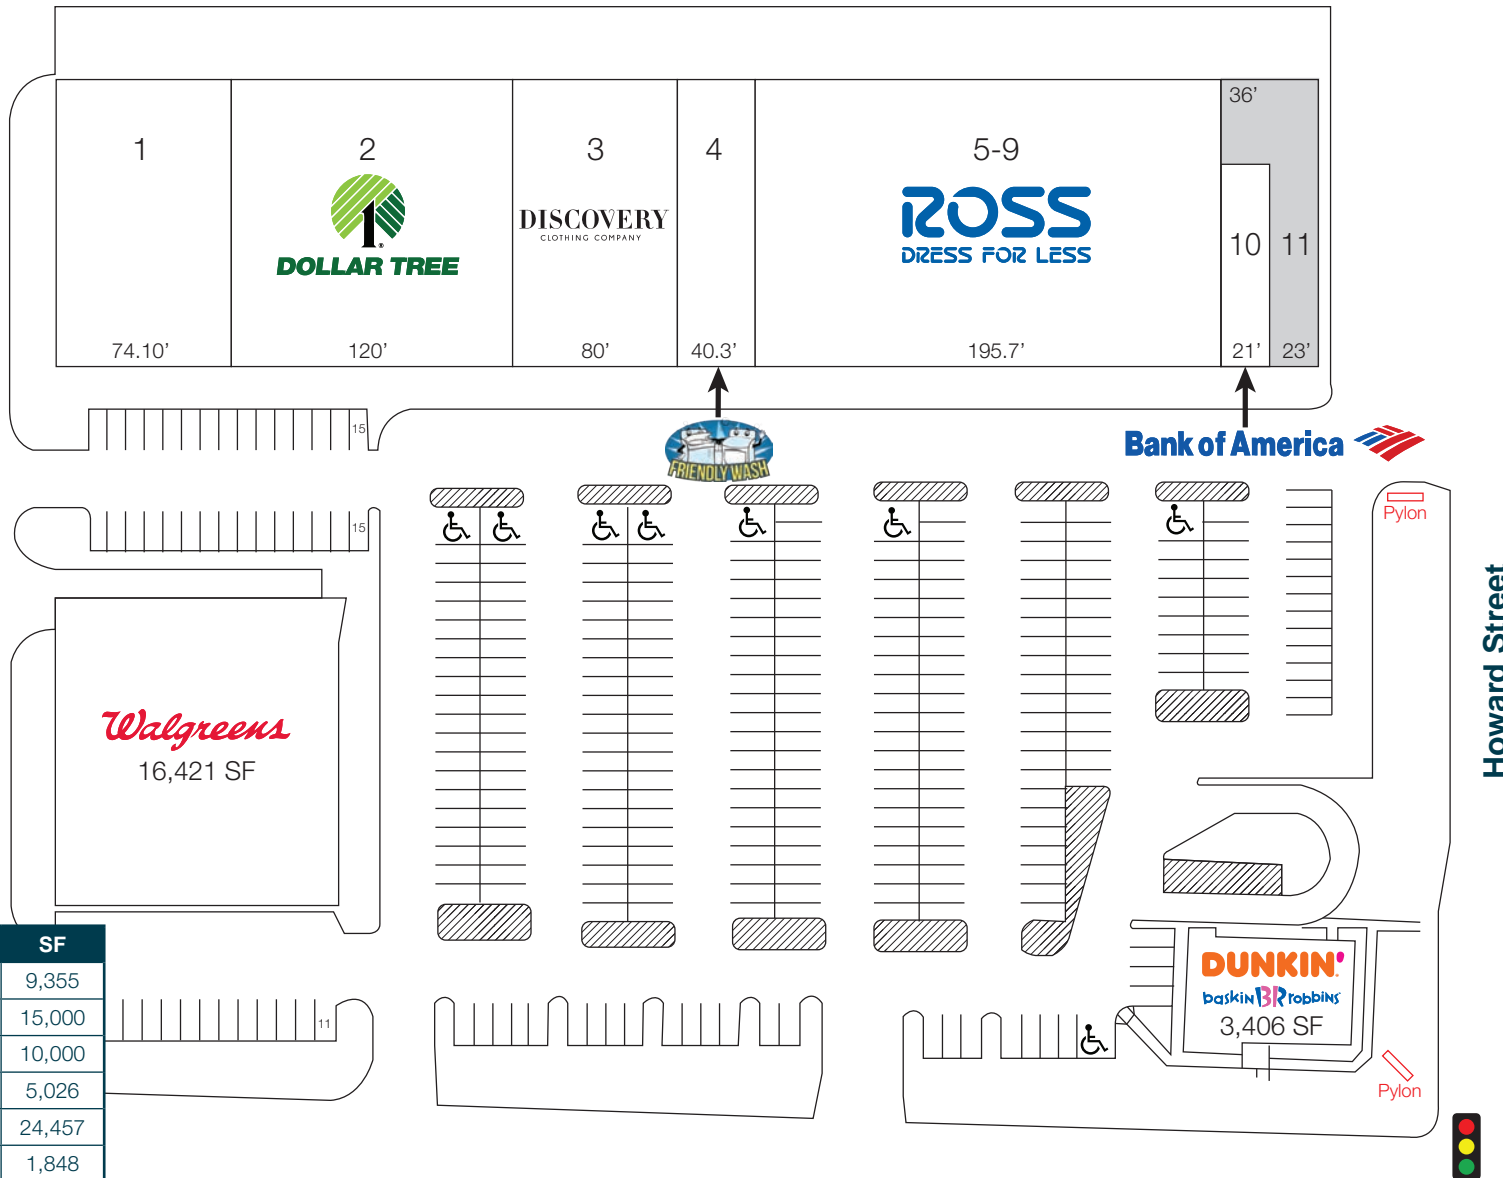 36’
1
2
3
4
5-9
10
11
1
DOLLAR TREE
DISCOVERY
CLOTHING COMPANY
ROSS
DRESS FOR LESS
74.10’
120’
80’
40.3’
195.7’
21’
23’
15
FRIENDLY WASH
Bank of America
15
Pylon
Howard Street
Walgreens
16,421 SF
SF
9,355
15,000
10,000
5,026
24,457
1,848
11
DUNKIN'
baskin BR robbins
3,406 SF
Pylon